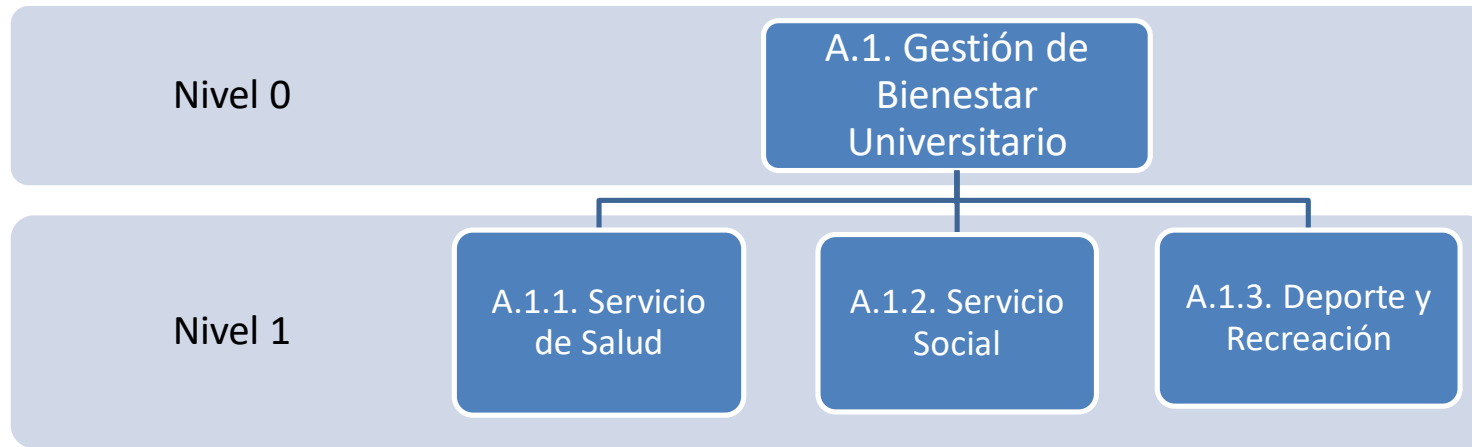 Nivel 0
A.1. Gestión de
Bienestar
Universitario
Nivel 1
A.1.1. Servicio
de Salud
A.1.2. Servicio
Social
A.1.3. Deporte y
Recreación